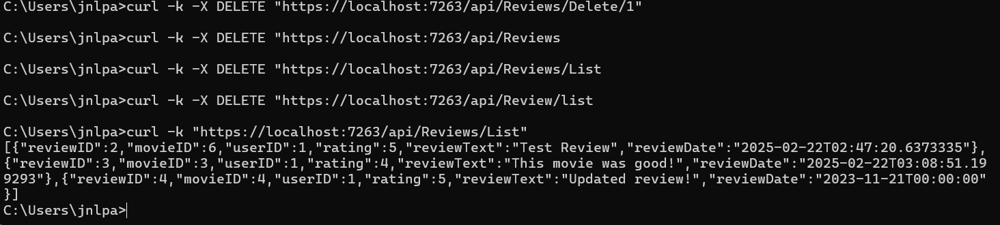 C:\Users\jnlpa>curl -k -X DELETE "https://localhost:7263/api/Reviews/Delete/1"
C:\Users\jnlpa>curl -k -X DELETE "https://localhost:7263/api/Reviews
C:\Users\jnlpa>curl -k -X DELETE "https://localhost:7263/api/Reviews/List
C:\Users\jnlpa>curl -k -X DELETE "https://localhost:7263/api/Review/list
C:\Users\jnlpa>curl -k "https://localhost:7263/api/Reviews/List"
[{"reviewID":2,"movieID":6,"userID":1,"rating":5,"reviewText":"Test Review","reviewDate":"2025-02-22T02:47:20.6373335"},
{"reviewID":3,"movieID":3,"userID":1,"rating":4,"reviewText":"This movie was good!","reviewDate":"2025-02-22T03:08:51.19
9293"},{"reviewID":4,"movieID":4,"userID":1,"rating":5,"reviewText":"Updated review!","reviewDate":"2023-11-21T00:00:00"
}]
C:\Users\jnlpa>